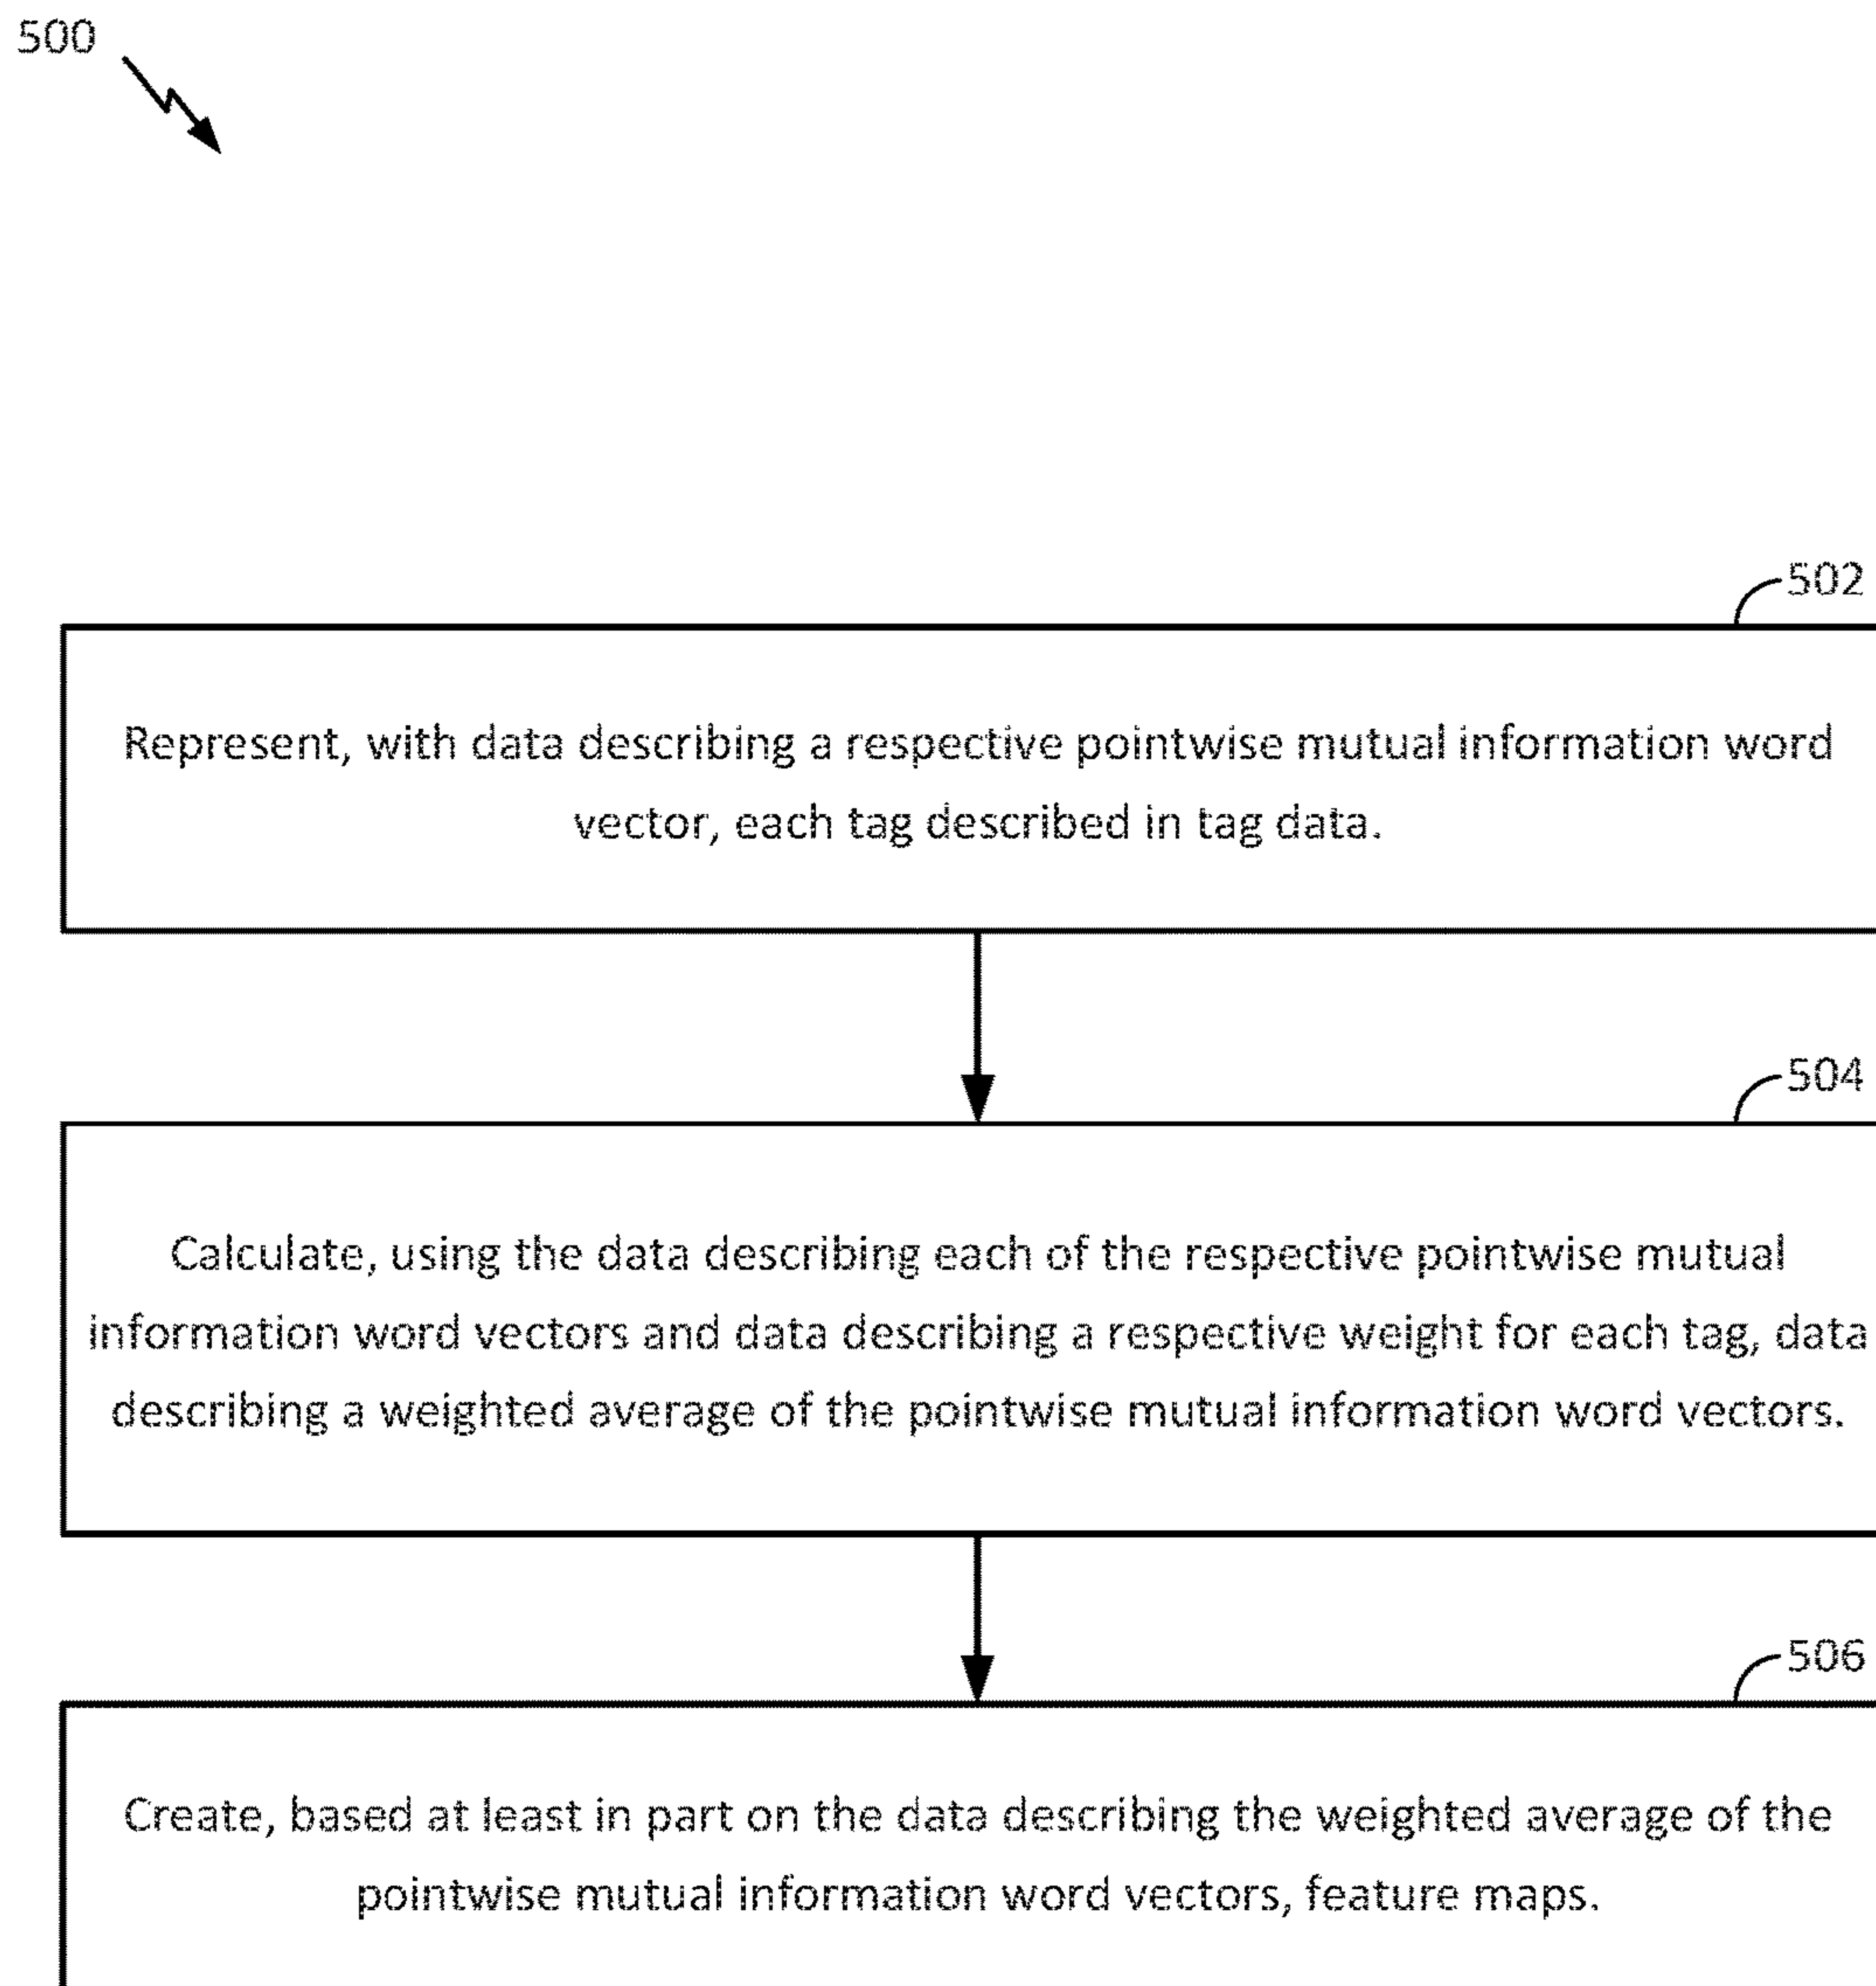 500
502
Represent, with data describing a respective pointwise mutual information word
vector, each tag described in tag data.
504
Calculate, using the data describing each of the respective pointwise mutual
information word vectors and data describing a respective weight for each tag, data
describing a weighted average of the pointwise mutual information word vectors.
506
Create, based at least in part on the data describing the weighted average of the
pointwise mutual information word vectors, feature maps.